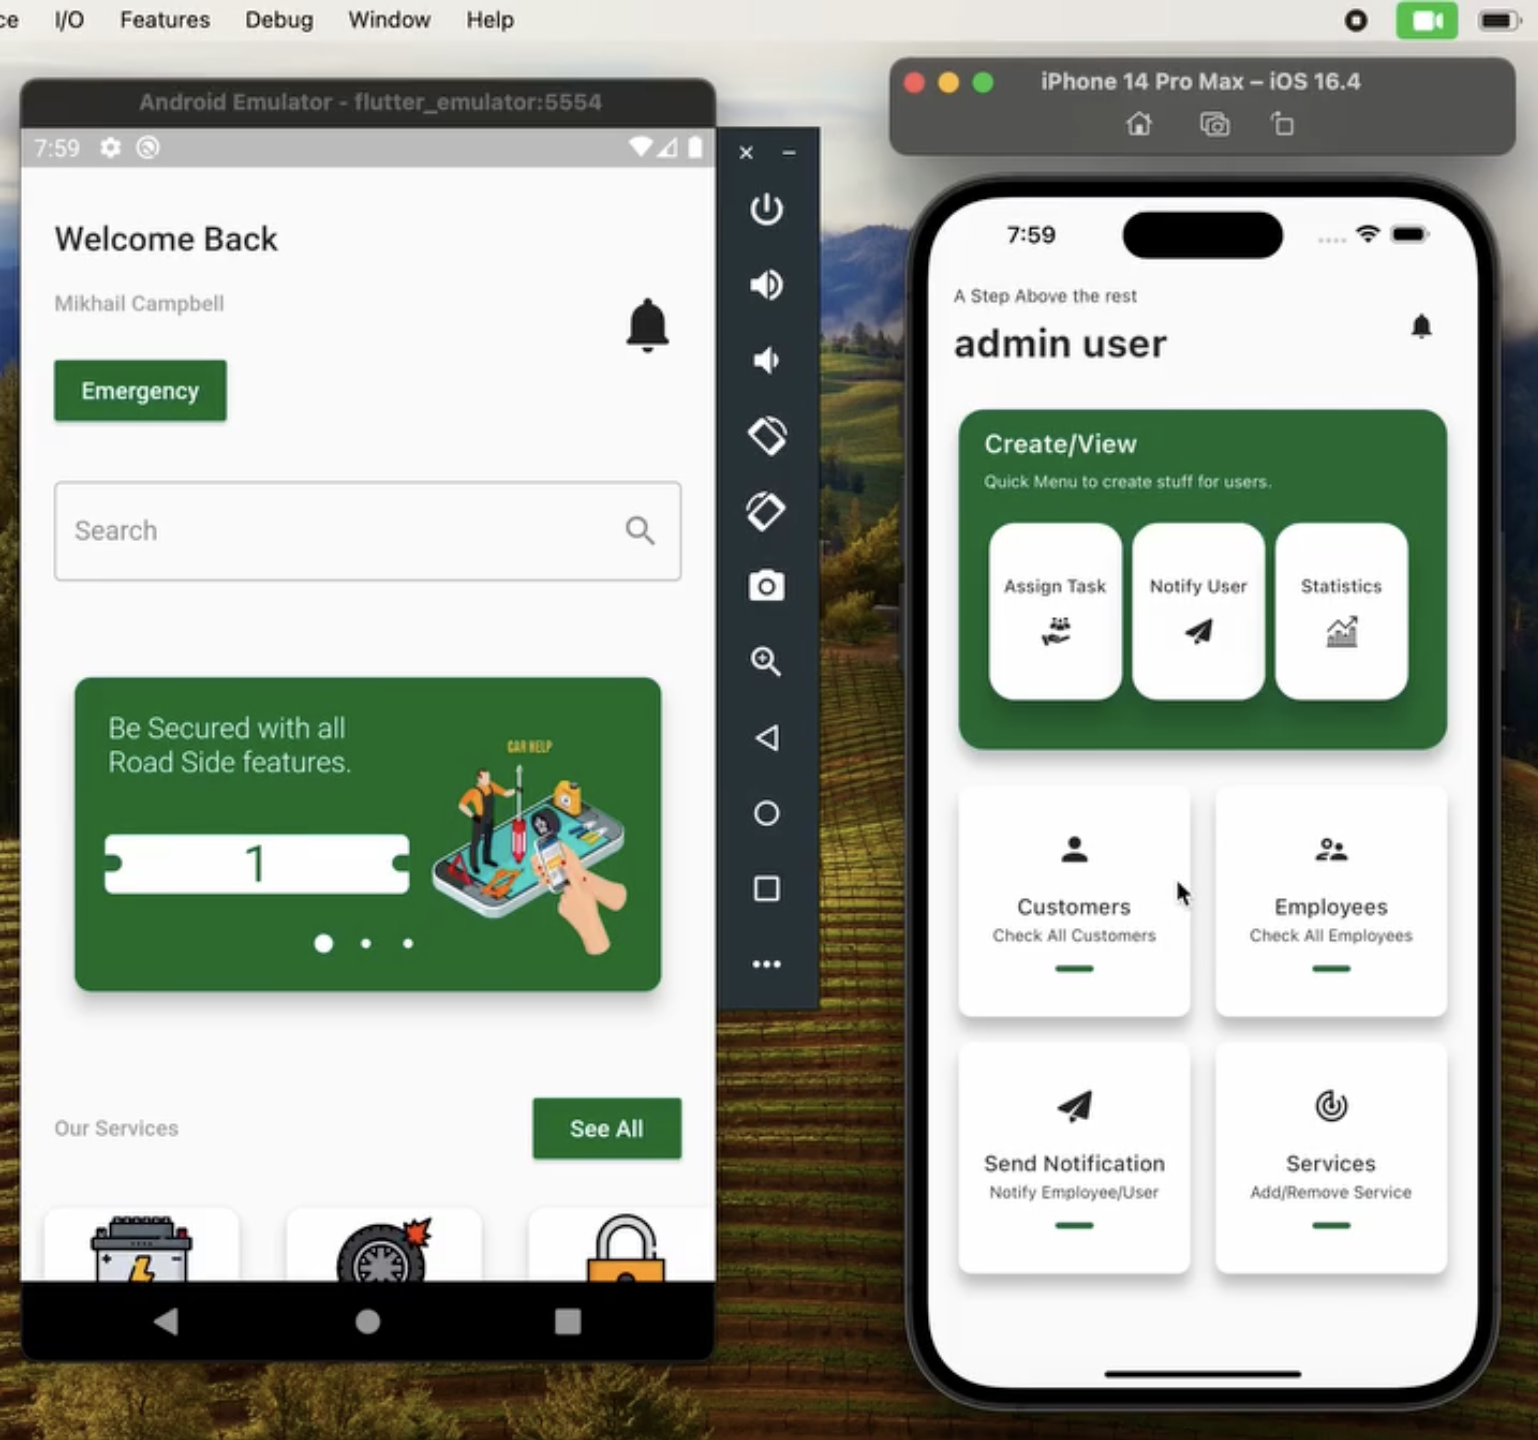 ce I/O Features Debug Window Help
Android Emulator - flutter_emulator:5554
7:59
Welcome Back
Mikhail Campbell
Emergency
Search
Be Secured with all
Road Side features.
CAR HELP
1
Our Services
See All
iPhone 14 Pro Max – iOS 16.4
7:59
A Step Above the rest
admin user
Create/View
Quick Menu to create stuff for users.
Assign Task
Notify User
Statistics
Customers
Check All Customers
Employees
Check All Employees
Send Notification
Notify Employee/User
Services
Add/Remove Service